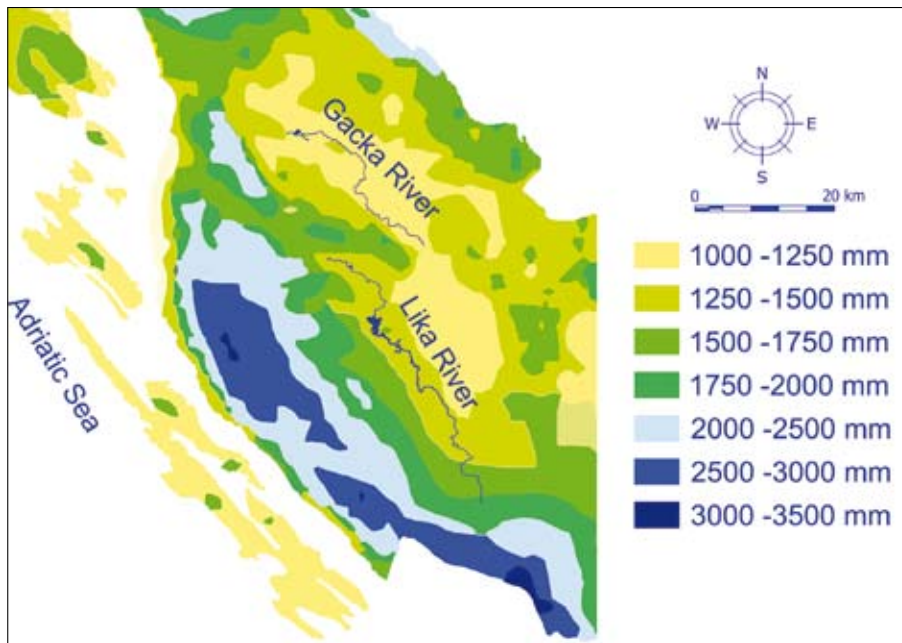 Gacka River
Lika River
Adriatic Sea
N
W E
S
0 20 km
1000 -1250 mm
1250 -1500 mm
1500 -1750 mm
1750 -2000 mm
2000 -2500 mm
2500 -3000 mm
3000 -3500 mm